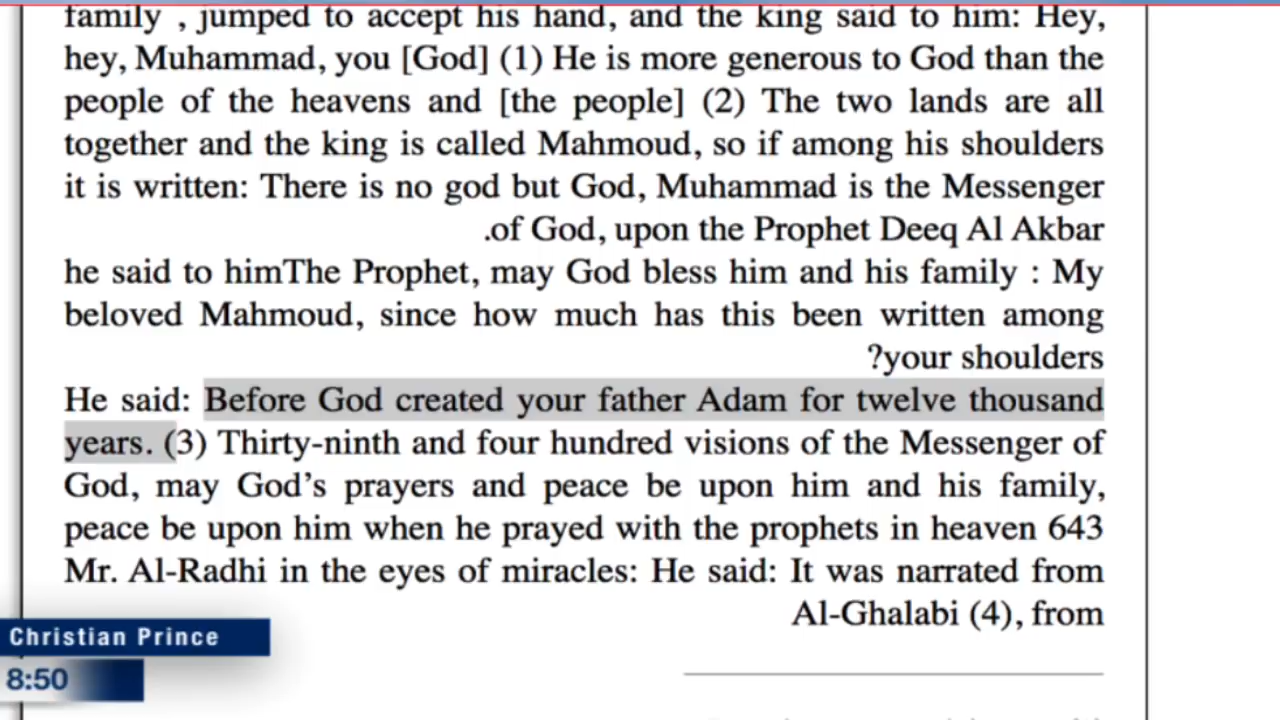 family , jumped to accept his hand, and the king said to him: Hey,
hey, Muhammad, you [God] (1) He is more generous to God than the
people of the heavens and [the people] (2) The two lands are all
together and the king is called Mahmoud, so if among his shoulders
it is written: There is no god but God, Muhammad is the Messenger
.of God, upon the Prophet Deeq Al Akbar
he said to himThe Prophet, may God bless him and his family : My
beloved Mahmoud, since how much has this been written among
?your shoulders
He said: Before God created your father Adam for twelve thousand
years. (3) Thirty-ninth and four hundred visions of the Messenger of
God, may God’s prayers and peace be upon him and his family,
peace be upon him when he prayed with the prophets in heaven 643
Mr. Al-Radhi in the eyes of miracles: He said: It was narrated from
Al-Ghalabi (4), from
Christian Prince
8:50